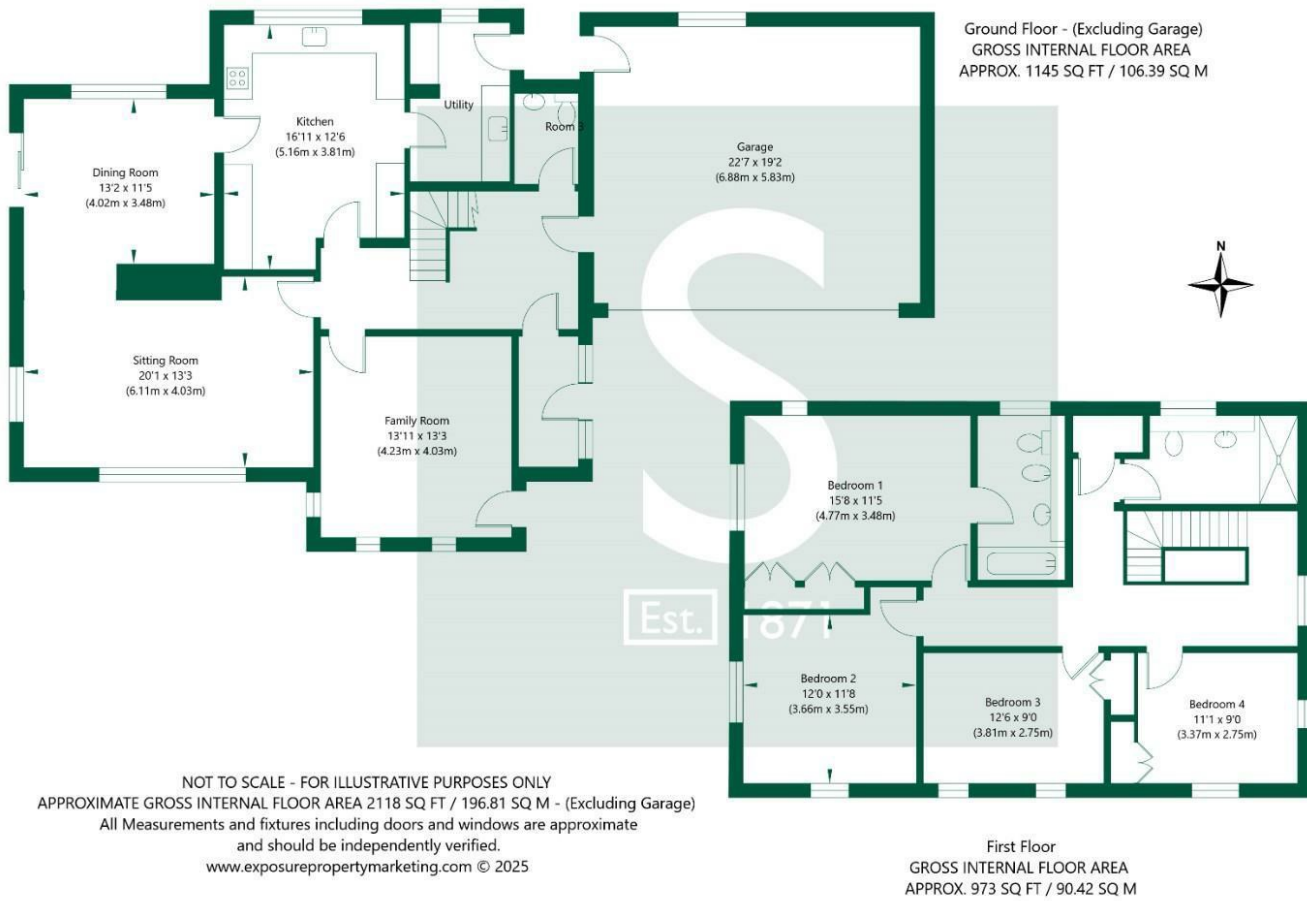 Ground Floor - (Excluding Garage)
GROSS INTERNAL FLOOR AREA
APPROX. 1145 SQ FT / 106.39 SQ M
Kitchen
16'11 x 12'6
(5.16m x 3.81m)
Utility
Room 3
Garage
22'7 x 19'2
(6.88m x 5.83m)
Dining Room
13'2 x 11'5
(4.02m x 3.48m)
N
Sitting Room
20'1 x 13'3
(6.11m x 4.03m)
Family Room
13'11 x 13'3
(4.23m x 4.03m)
S
Est. 1871
Bedroom 1
15'8 x 11'5
(4.77m x 3.48m)
Bedroom 2
12'0 x 11'8
(3.66m x 3.55m)
Bedroom 3
12'6 x 9'0
(3.81m x 2.75m)
Bedroom 4
11'1 x 9'0
(3.37m x 2.75m)
NOT TO SCALE - FOR ILLUSTRATIVE PURPOSES ONLY
APPROXIMATE GROSS INTERNAL FLOOR AREA 2118 SQ FT / 196.81 SQ M - (Excluding Garage)
All Measurements and fixtures including doors and windows are approximate
and should be independently verified.
www.exposurepropertymarketing.com © 2025
First Floor
GROSS INTERNAL FLOOR AREA
APPROX. 973 SQ FT / 90.42 SQ M